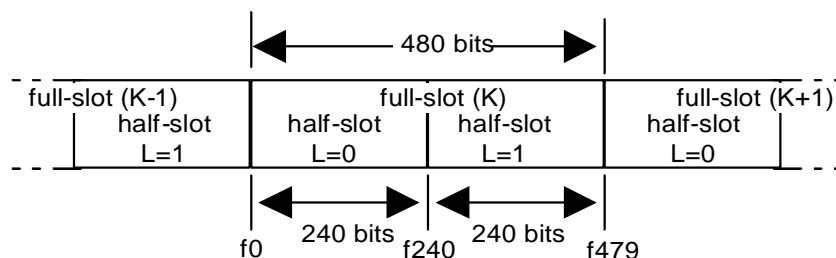 480 bits
full-slot (K-1) full-slot (K) full-slot (K+1)
half-slot half-slot half-slot half-slot
L=1 L=0 L=1 L=0
240 bits 240 bits
f0 f240 f479